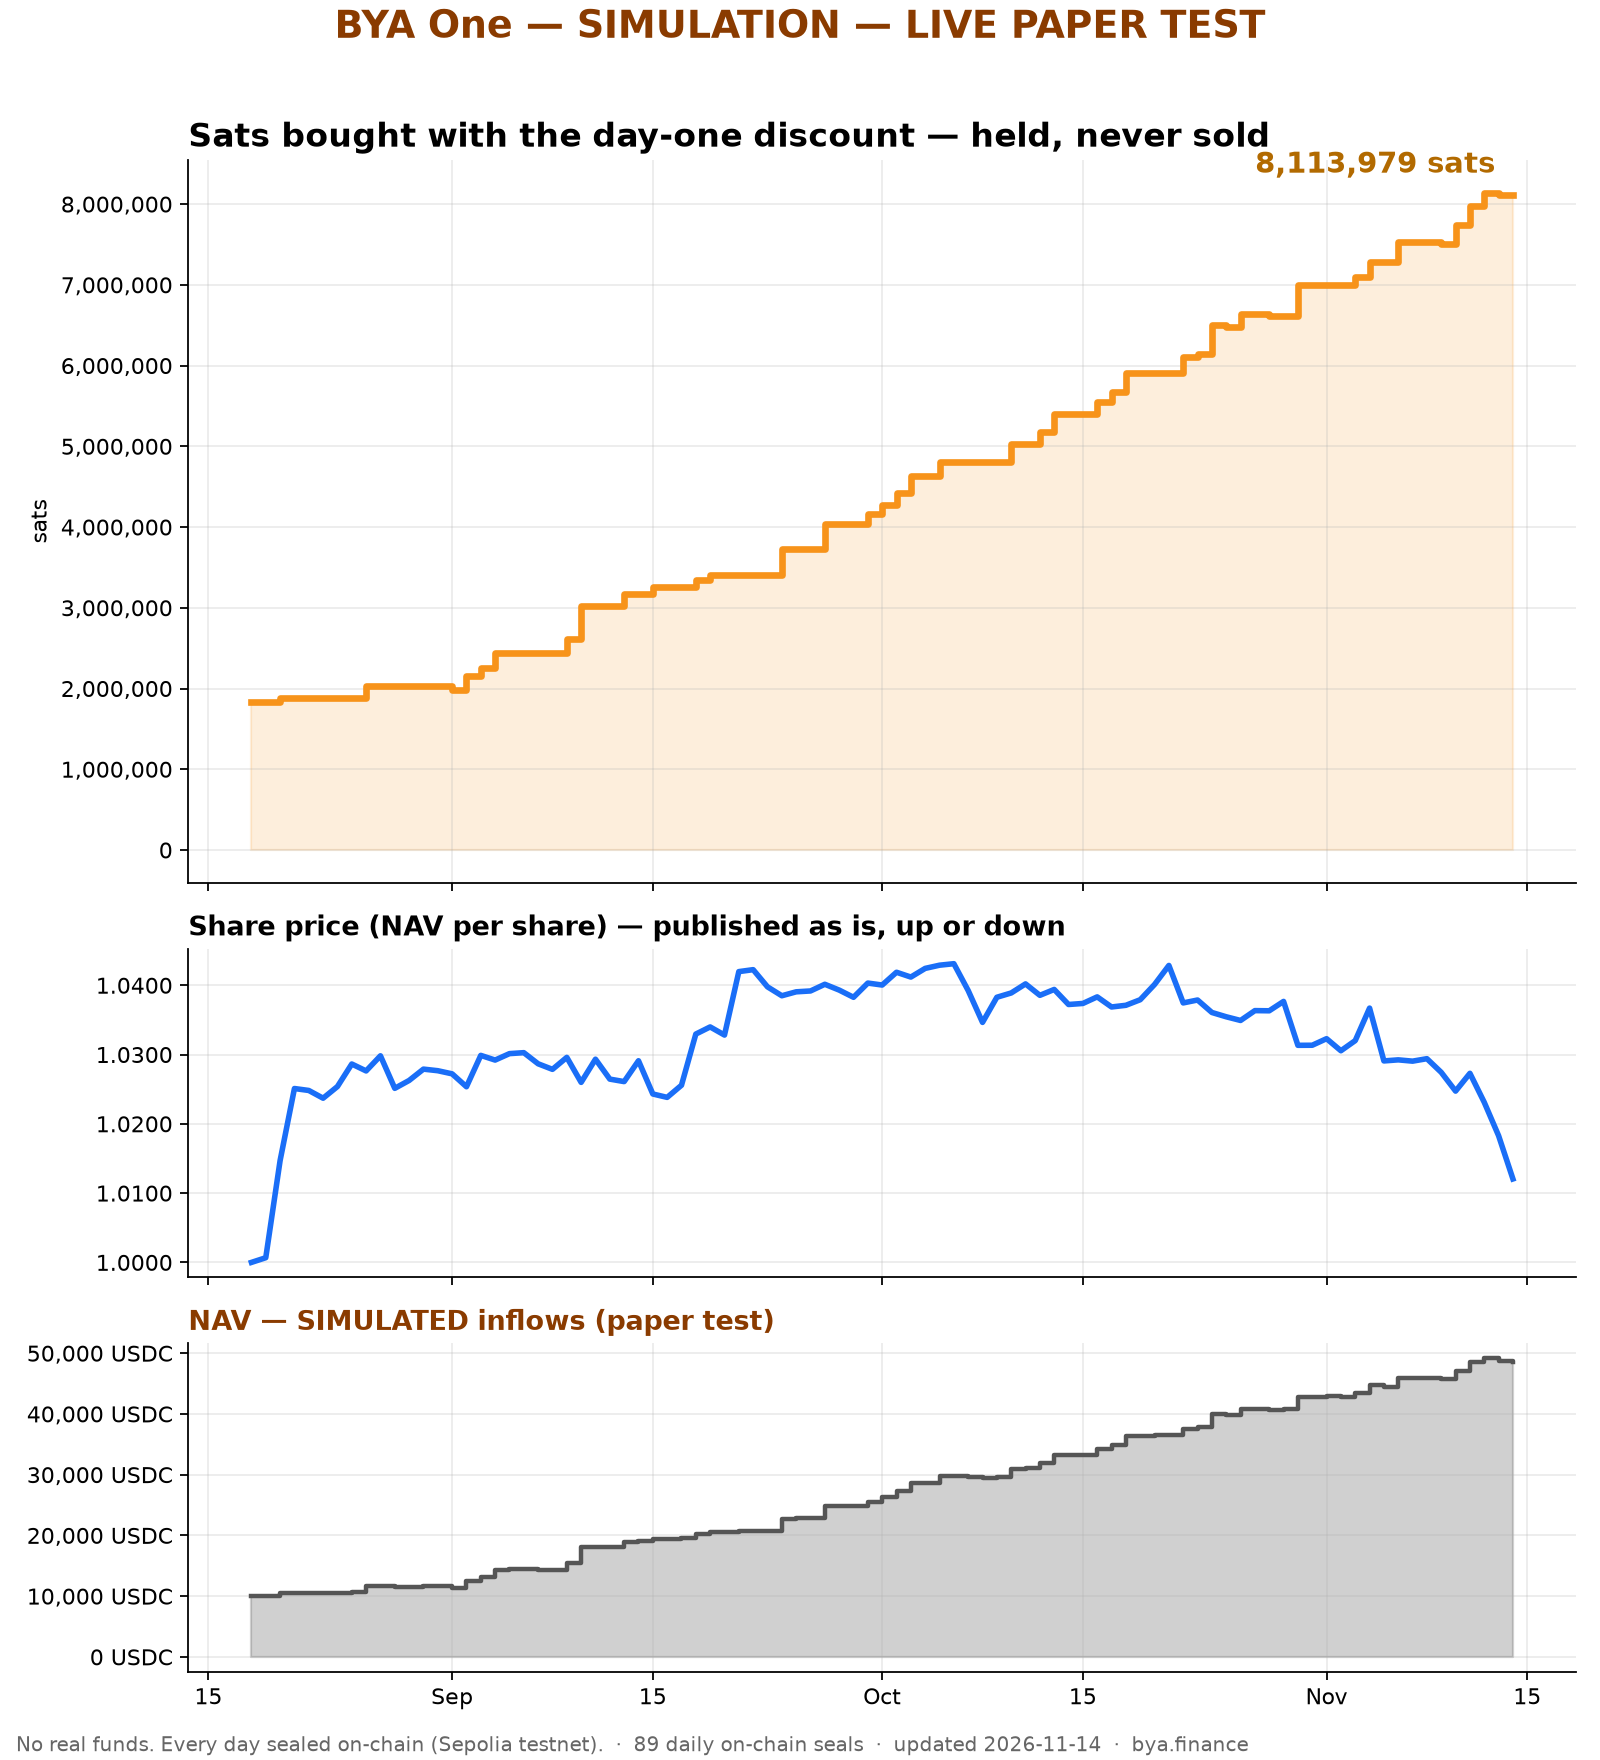 BYA One — SIMULATION — LIVE PAPER TEST
Sats bought with the day-one discount — held, never sold
8,113,979 sats
8,000,000
7,000,000
6,000,000
5,000,000
4,000,000
3,000,000
2,000,000
1,000,000
0
sats
Share price (NAV per share) — published as is, up or down
1.0400
1.0300
1.0200
1.0100
1.0000
NAV — SIMULATED inflows (paper test)
50,000 USDC
40,000 USDC
30,000 USDC
20,000 USDC
10,000 USDC
0 USDC
15 Sep 15 Oct 15 Nov 15
No real funds. Every day sealed on-chain (Sepolia testnet). · 89 daily on-chain seals · updated 2026-11-14 · bya.finance